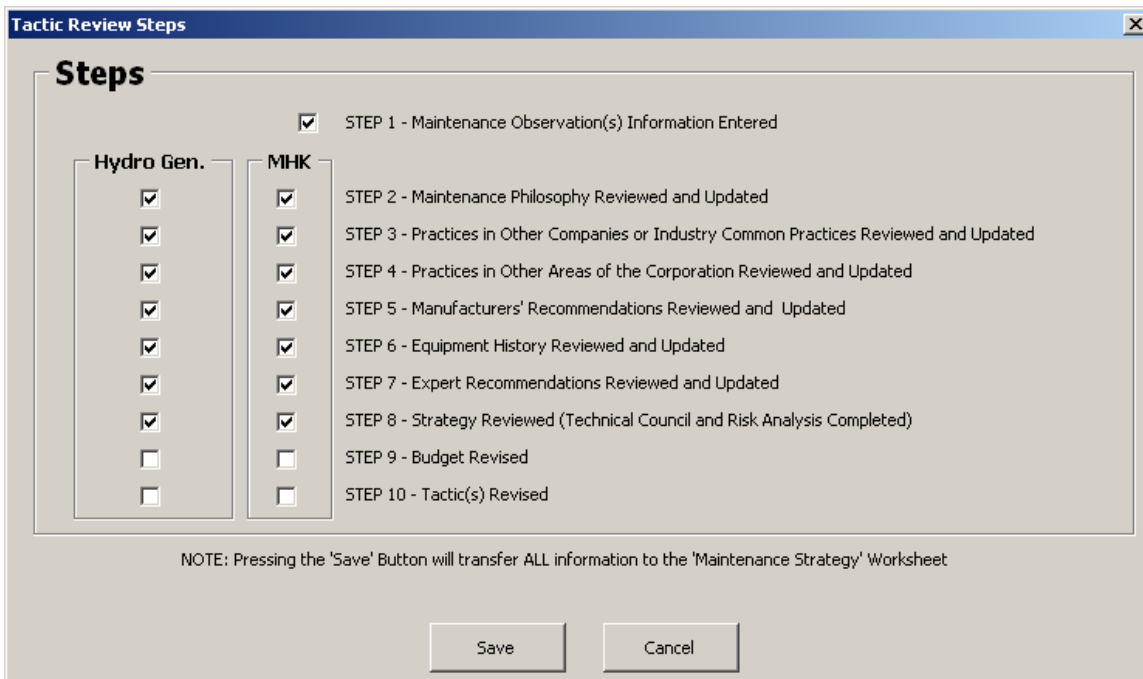 Tactic Review Steps
Steps
STEP 1 - Maintenance Observation(s) Information Entered
Hydro Gen. MHK
STEP 2 - Maintenance Philosophy Reviewed and Updated
STEP 3 - Practices in Other Companies or Industry Common Practices Reviewed and Updated
STEP 4 - Practices in Other Areas of the Corporation Reviewed and Updated
STEP 5 - Manufacturers' Recommendations Reviewed and  Updated
STEP 6 - Equipment History Reviewed and Updated
STEP 7 - Expert Recommendations Reviewed and Updated
STEP 8 - Strategy Reviewed (Technical Council and Risk Analysis Completed)
STEP 9 - Budget Revised
STEP 10 - Tactic(s) Revised
NOTE: Pressing the 'Save' Button will transfer ALL information to the 'Maintenance Strategy' Worksheet
Save Cancel